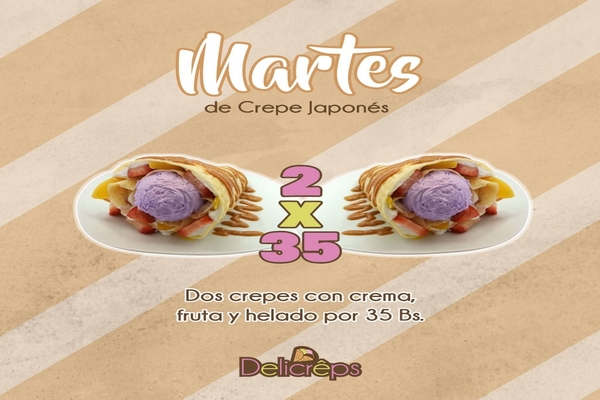 Martes
de Crepe Japonés
2
X
35
Dos crepes con crema,
fruta y helado por 35 Bs.
Delicrêps